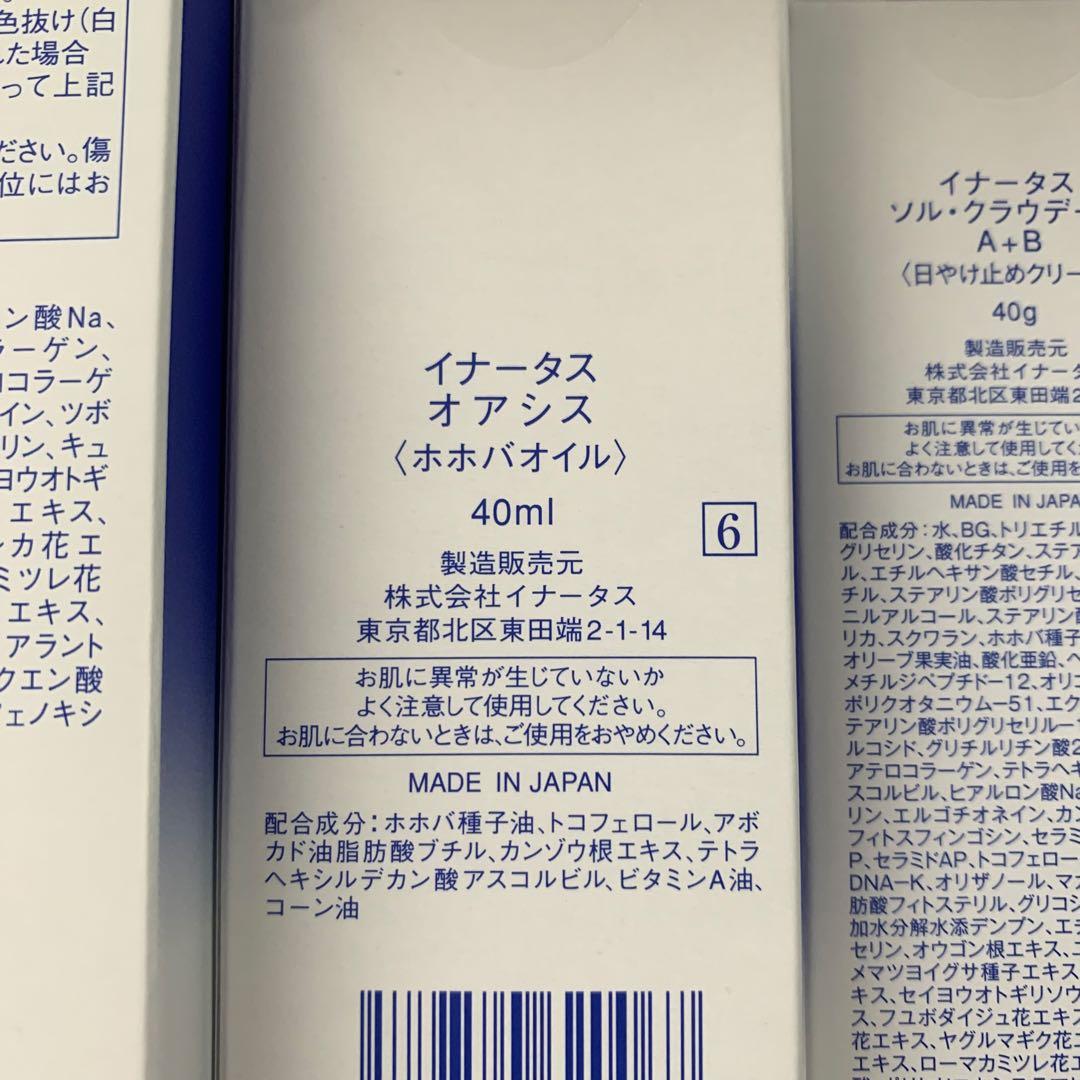 色抜け（白
した場合
って上記
ださい。傷
位にはお
ン酸Na、
ラーゲン、
コラーゲ
イン、ツボ
リン、キュ
ヨウオトギ
エキス、
カ花エ
ミツレ花
エキス、
アラント
クエン酸
フェノキシ
イナータス
オアシス
〈ホホバオイル〉
40ml
6
製造販売元
株式会社イナータス
東京都北区東田端2-1-14
お肌に異常が生じていないか
よく注意して使用してください。
お肌に合わないときは、ご使用をおやめください。
MADE IN JAPAN
配合成分：ホホバ種子油、トコフェロール、アボ
カド油脂肪酸ブチル、カンゾウ根エキス、テトラ
ヘキシルデカン酸アスコルビル、ビタミンA油、
コーン油
イナータス
ソル・クラウデ
A+B
〈日やけ止めクリー
40g
製造販売元
株式会社イナータ
東京都北区東田端2
お肌に異常が生じてい
よく注意して使用してく
お肌に合わないときは、ご使用を
MADE IN JAPA
配合成分：水、BG、トリエチル
グリセリン、酸化チタン、ステア
ル、エチルヘキサン酸セチル、
チル、ステアリン酸ポリグリセ
ニルアルコール、ステアリン酸
リカ、スクワラン、ホホバ種子
オリーブ果実油、酸化亜鉛、ヘ
メチルジペプチド−12、オリゴ
ポリクオタニウム−51、エク
テアリン酸ポリグリセリル−1
ルコシド、グリチルリチン酸2
アテロコラーゲン、テトラヘキ
スコルビル、ヒアルロン酸Na
リン、エルゴチオネイン、カン
フィトスフィンゴシン、セラミ
P、セラミドAP、トコフェロー
DNA−K、オリザノール、マカ
肪酸フィトステリル、グリコシ
加水分解水添デンプン、エチ
セリン、オウゴン根エキス、ニ
メマツヨイグサ種子エキス
キス、セイヨウオトギリソウ
ス、フユボダイジュ花エキス
花エキス、ヤグルマギク花エ
エキス、ローマカミツレ花エ